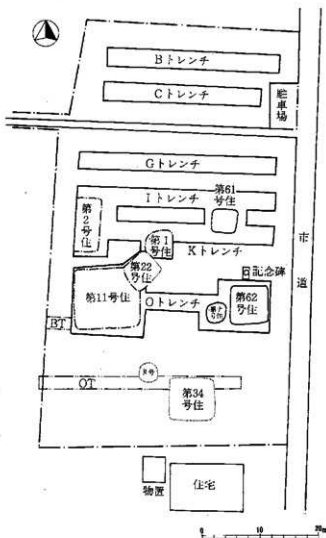 Bトレンチ
Cトレンチ
駐車場
Gトレンチ
Iトレンチ
第61
号住
第2号住
第1
号住
Kトレンチ
市道
第22
号住
記念碑
第11号住
Oトレンチ
第62
号住
BT
OT
第34
号住
物置
住宅
0
10
20m